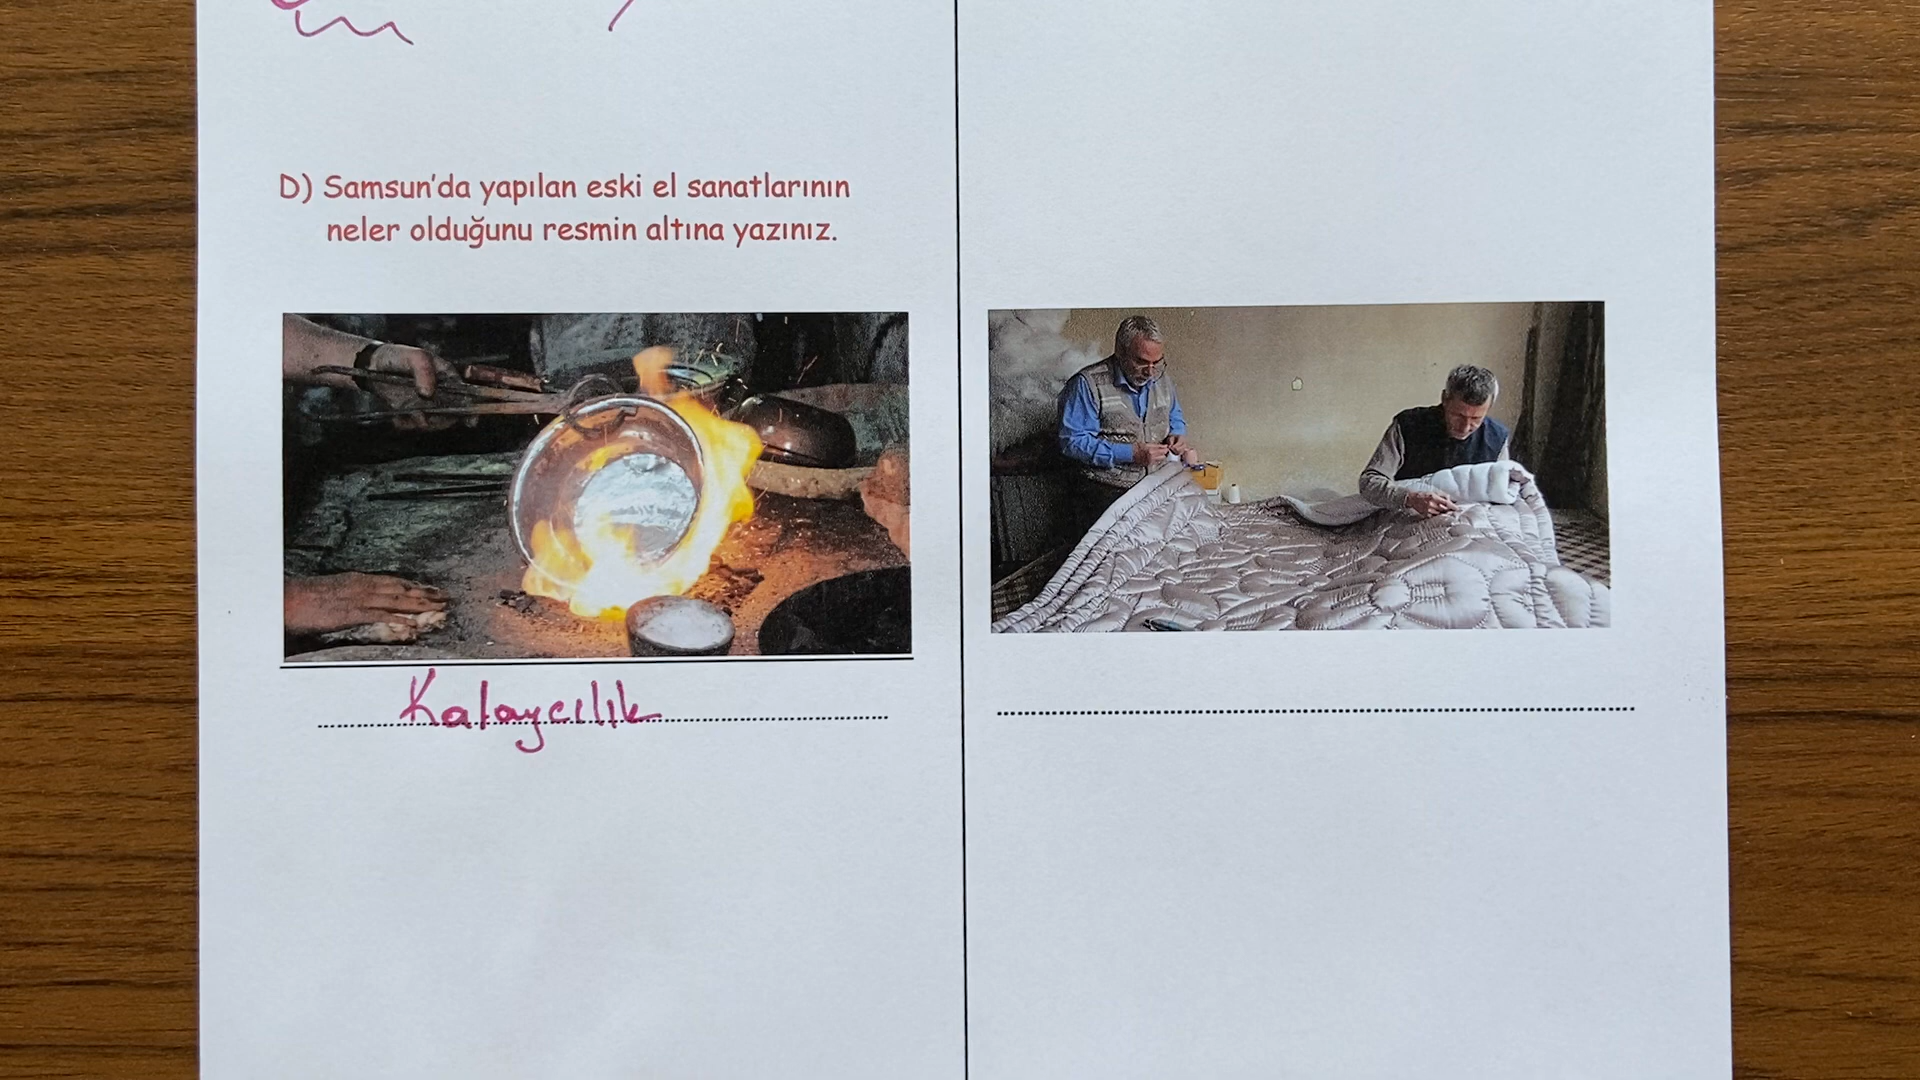 D) Samsun'da yapılan eski el sanatlarının
neler olduğunu resmin altına yazınız.
Kalaycılık